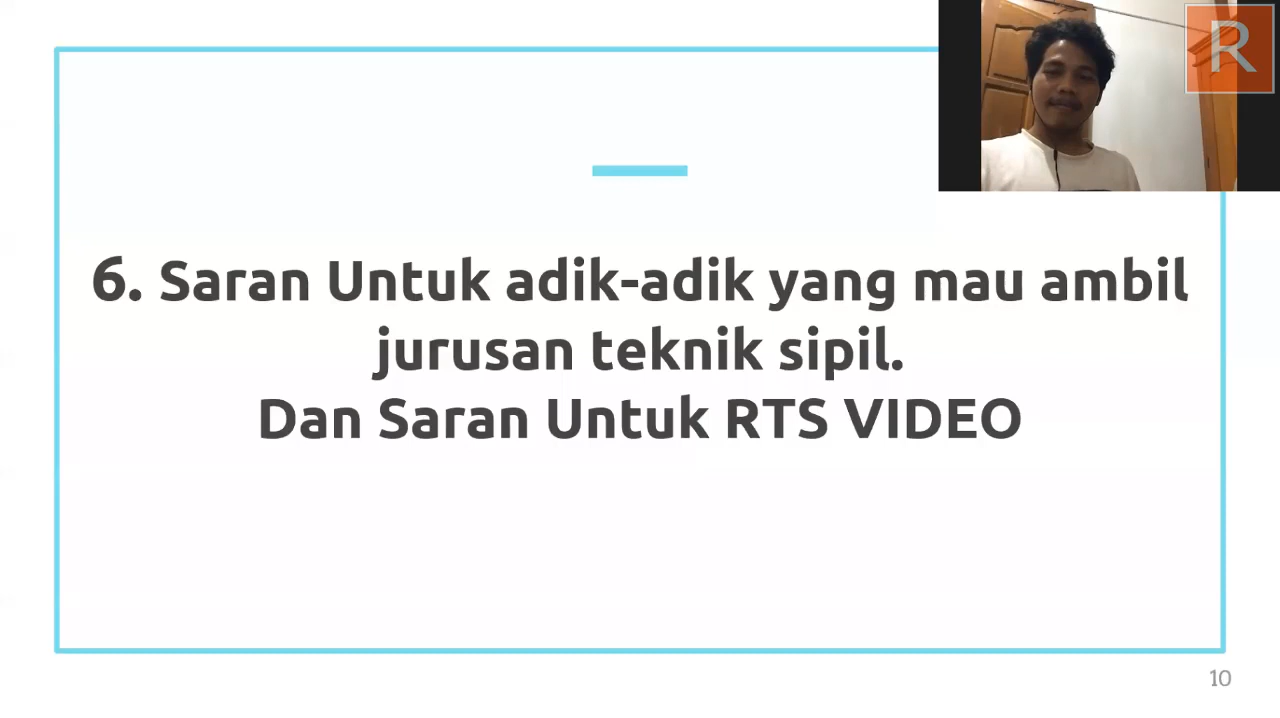 R
6. Saran Untuk adik-adik yang mau ambil
jurusan teknik sipil.
Dan Saran Untuk RTS VIDEO
10